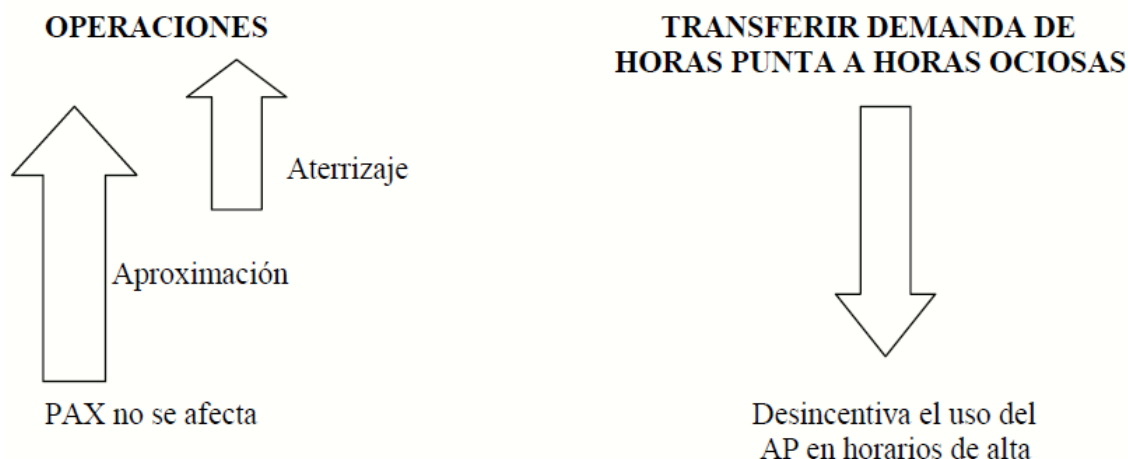 OPERACIONES
Aterrizaje
Aproximación
PAX no se afecta
TRANSFERIR DEMANDA DE
HORAS PUNTA A HORAS OCIOSAS
Desincentiva el uso del
AP en horarios de alta